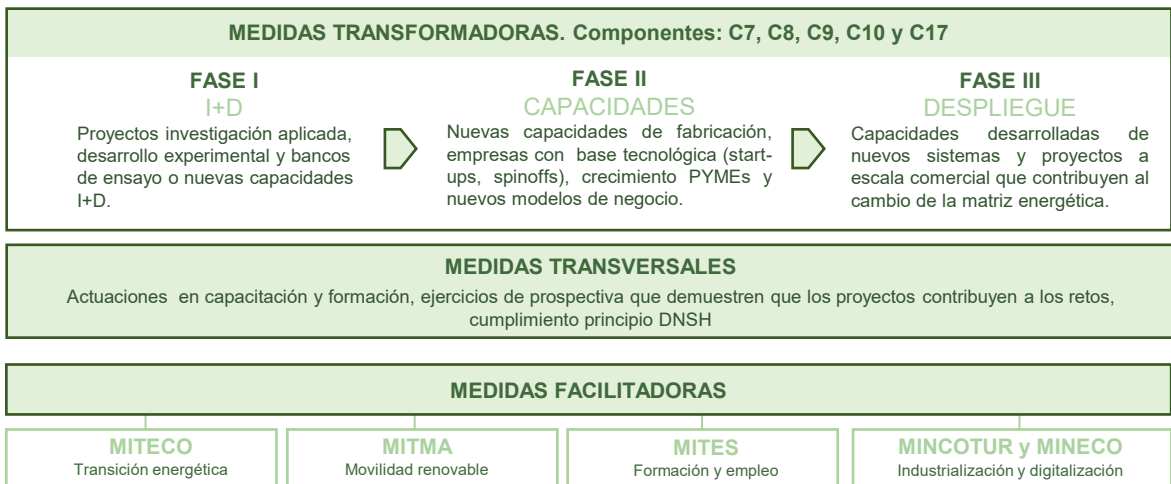 MEDIDAS TRANSFORMADORAS. Componentes: C7, C8, C9, C10 y C17
FASE I
I+D
Proyectos investigación aplicada,
desarrollo experimental y bancos
de ensayo o nuevas capacidades
I+D.
FASE II
CAPACIDADES
Nuevas capacidades de fabricación,
empresas con base tecnológica (start-
ups, spinoffs), crecimiento PYMEs y
nuevos modelos de negocio.
FASE III
DESPLIEGUE
Capacidades desarrolladas de
nuevos sistemas y proyectos a
escala comercial que contribuyen al
cambio de la matriz energética.
MEDIDAS TRANSVERSALES
Actuaciones en capacitación y formación, ejercicios de prospectiva que demuestren que los proyectos contribuyen a los retos,
cumplimiento principio DNSH
MEDIDAS FACILITADORAS
MITECO
Transición energética
MITMA
Movilidad renovable
MITES
Formación y empleo
MINCOTUR y MINECO
Industrialización y digitalización